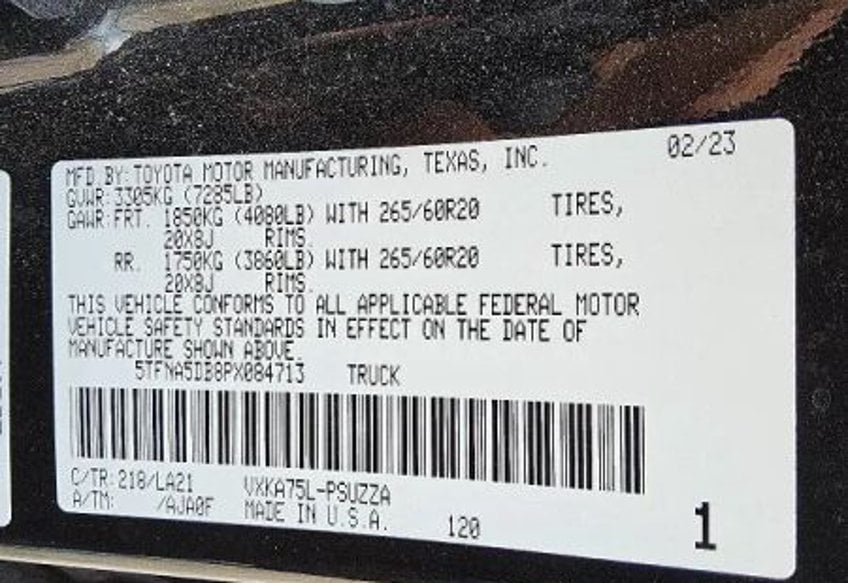 MFD.BY:TOYOTA MOTOR MANUFACTURING, TEXAS, INC. 02/23
GVWR:3305KG (7285LB)
GAWR:FRT. 1850KG (4080LB) WITH 265/60R20 TIRES,
20X8J RIMS.
RR. 1750KG (3860LB) WITH 265/60R20 TIRES,
20X8J RIMS.
THIS VEHICLE CONFORMS TO ALL APPLICABLE FEDERAL MOTOR
VEHICLE SAFETY STANDARDS IN EFFECT ON THE DATE OF
MANUFACTURE SHOWN ABOVE.
5TFNA5DB8PX084713 TRUCK
C/TR:218/LA21 VXKA75L-PSUZZA
A/TM: /AJA0F MADE IN U.S.A. 120 1